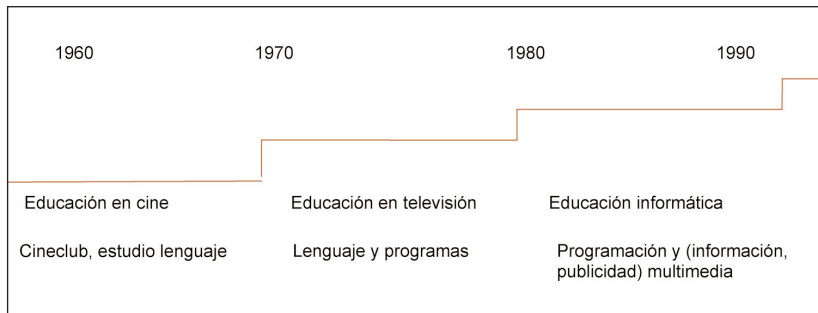 1960 1970 1980 1990
Educación en cine Educación en televisión Educación informática
Cineclub, estudio lenguaje Lenguaje y programas Programación y (información,
publicidad) multimedia